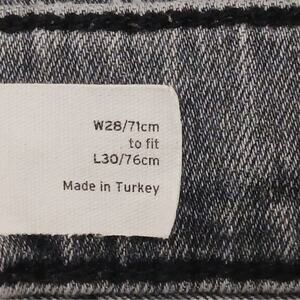 W28/71cm
to fit
L30/76cm
Made in Turkey